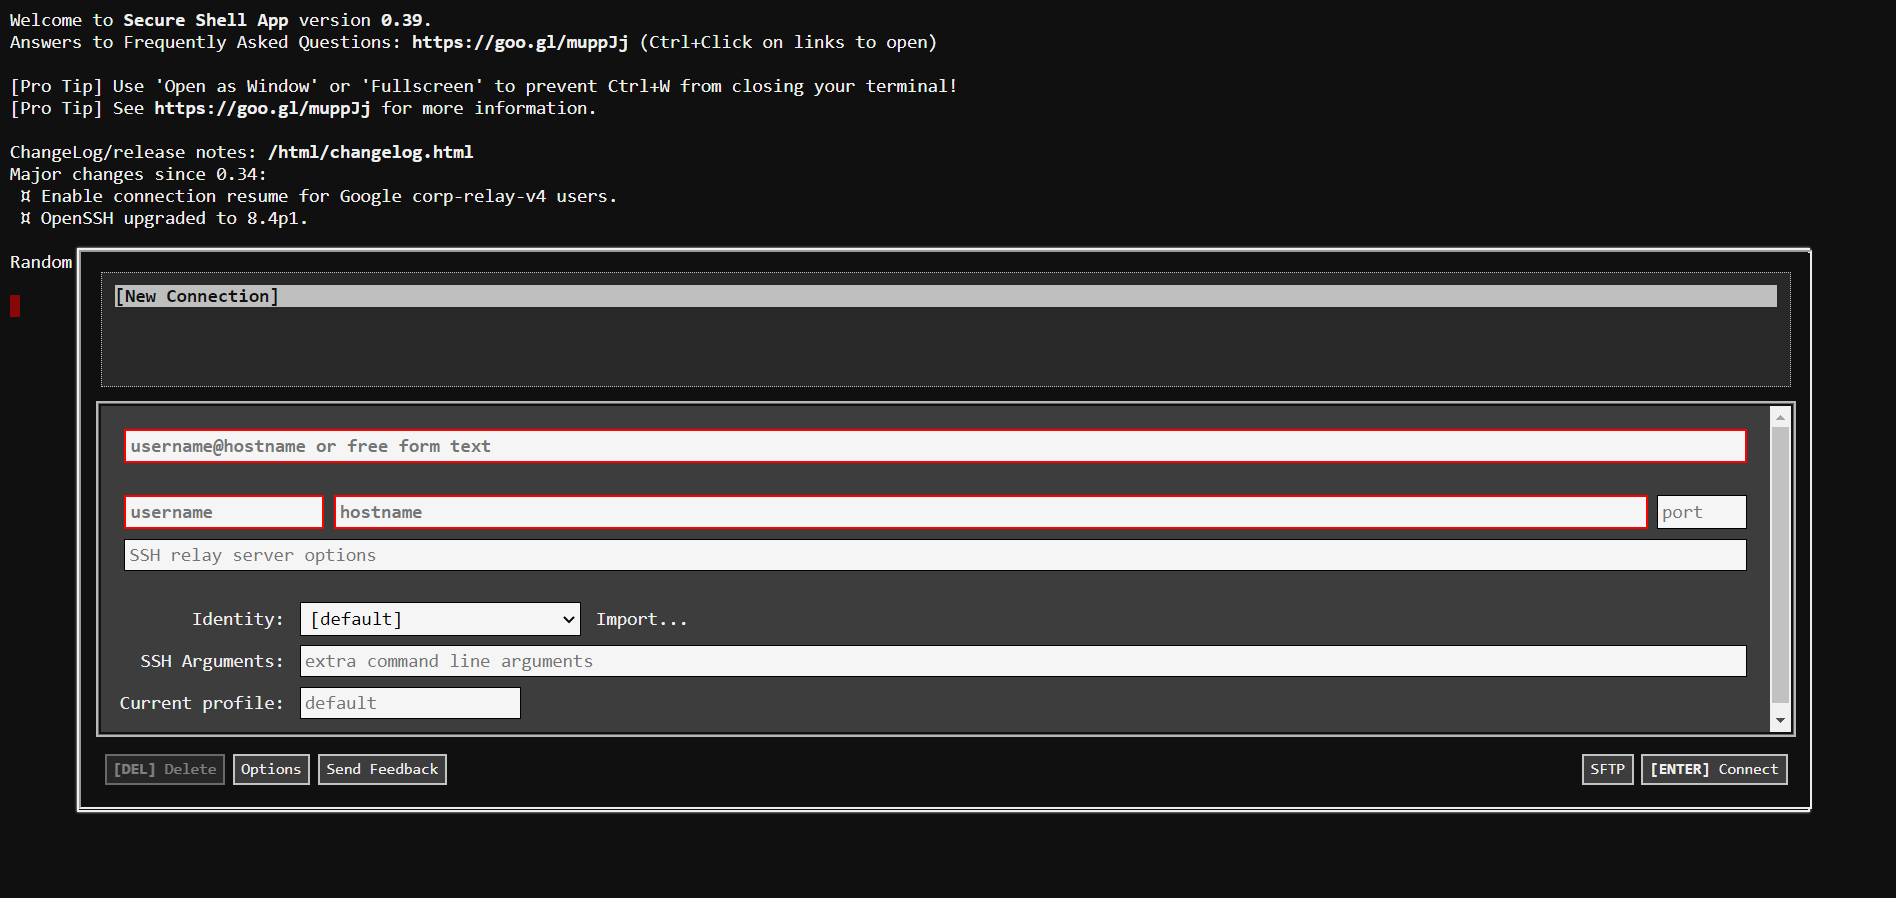 Welcome to Secure Shell App version 0.39.
Answers to Frequently Asked Questions: https://goo.gl/muppJj (Ctrl+Click on links to open)
[Pro Tip] Use 'Open as Window' or 'Fullscreen' to prevent Ctrl+W from closing your terminal!
[Pro Tip] See https://goo.gl/muppJj for more information.
ChangeLog/release notes: /html/changelog.html
Major changes since 0.34:
¤ Enable connection resume for Google corp-relay-v4 users.
¤ OpenSSH upgraded to 8.4p1.
Random
[New Connection]
username@hostname or free form text
username hostname port
SSH relay server options
Identity: [default] Import...
SSH Arguments: extra command line arguments
Current profile: default
[DEL] Delete Options Send Feedback SFTP [ENTER] Connect